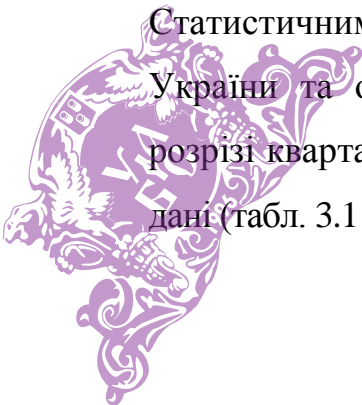 Статистичним
України та о
розрізі кварта
дані (табл. 3.1